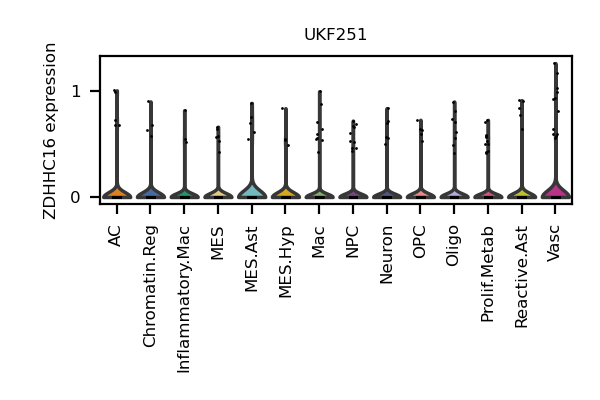 UKF251
ZDHHC16 expression
1
0
AC
Chromatin.Reg
Inflammatory.Mac
MES
MES.Ast
MES.Hyp
Mac
NPC
Neuron
OPC
Oligo
Prolif.Metab
Reactive.Ast
Vasc